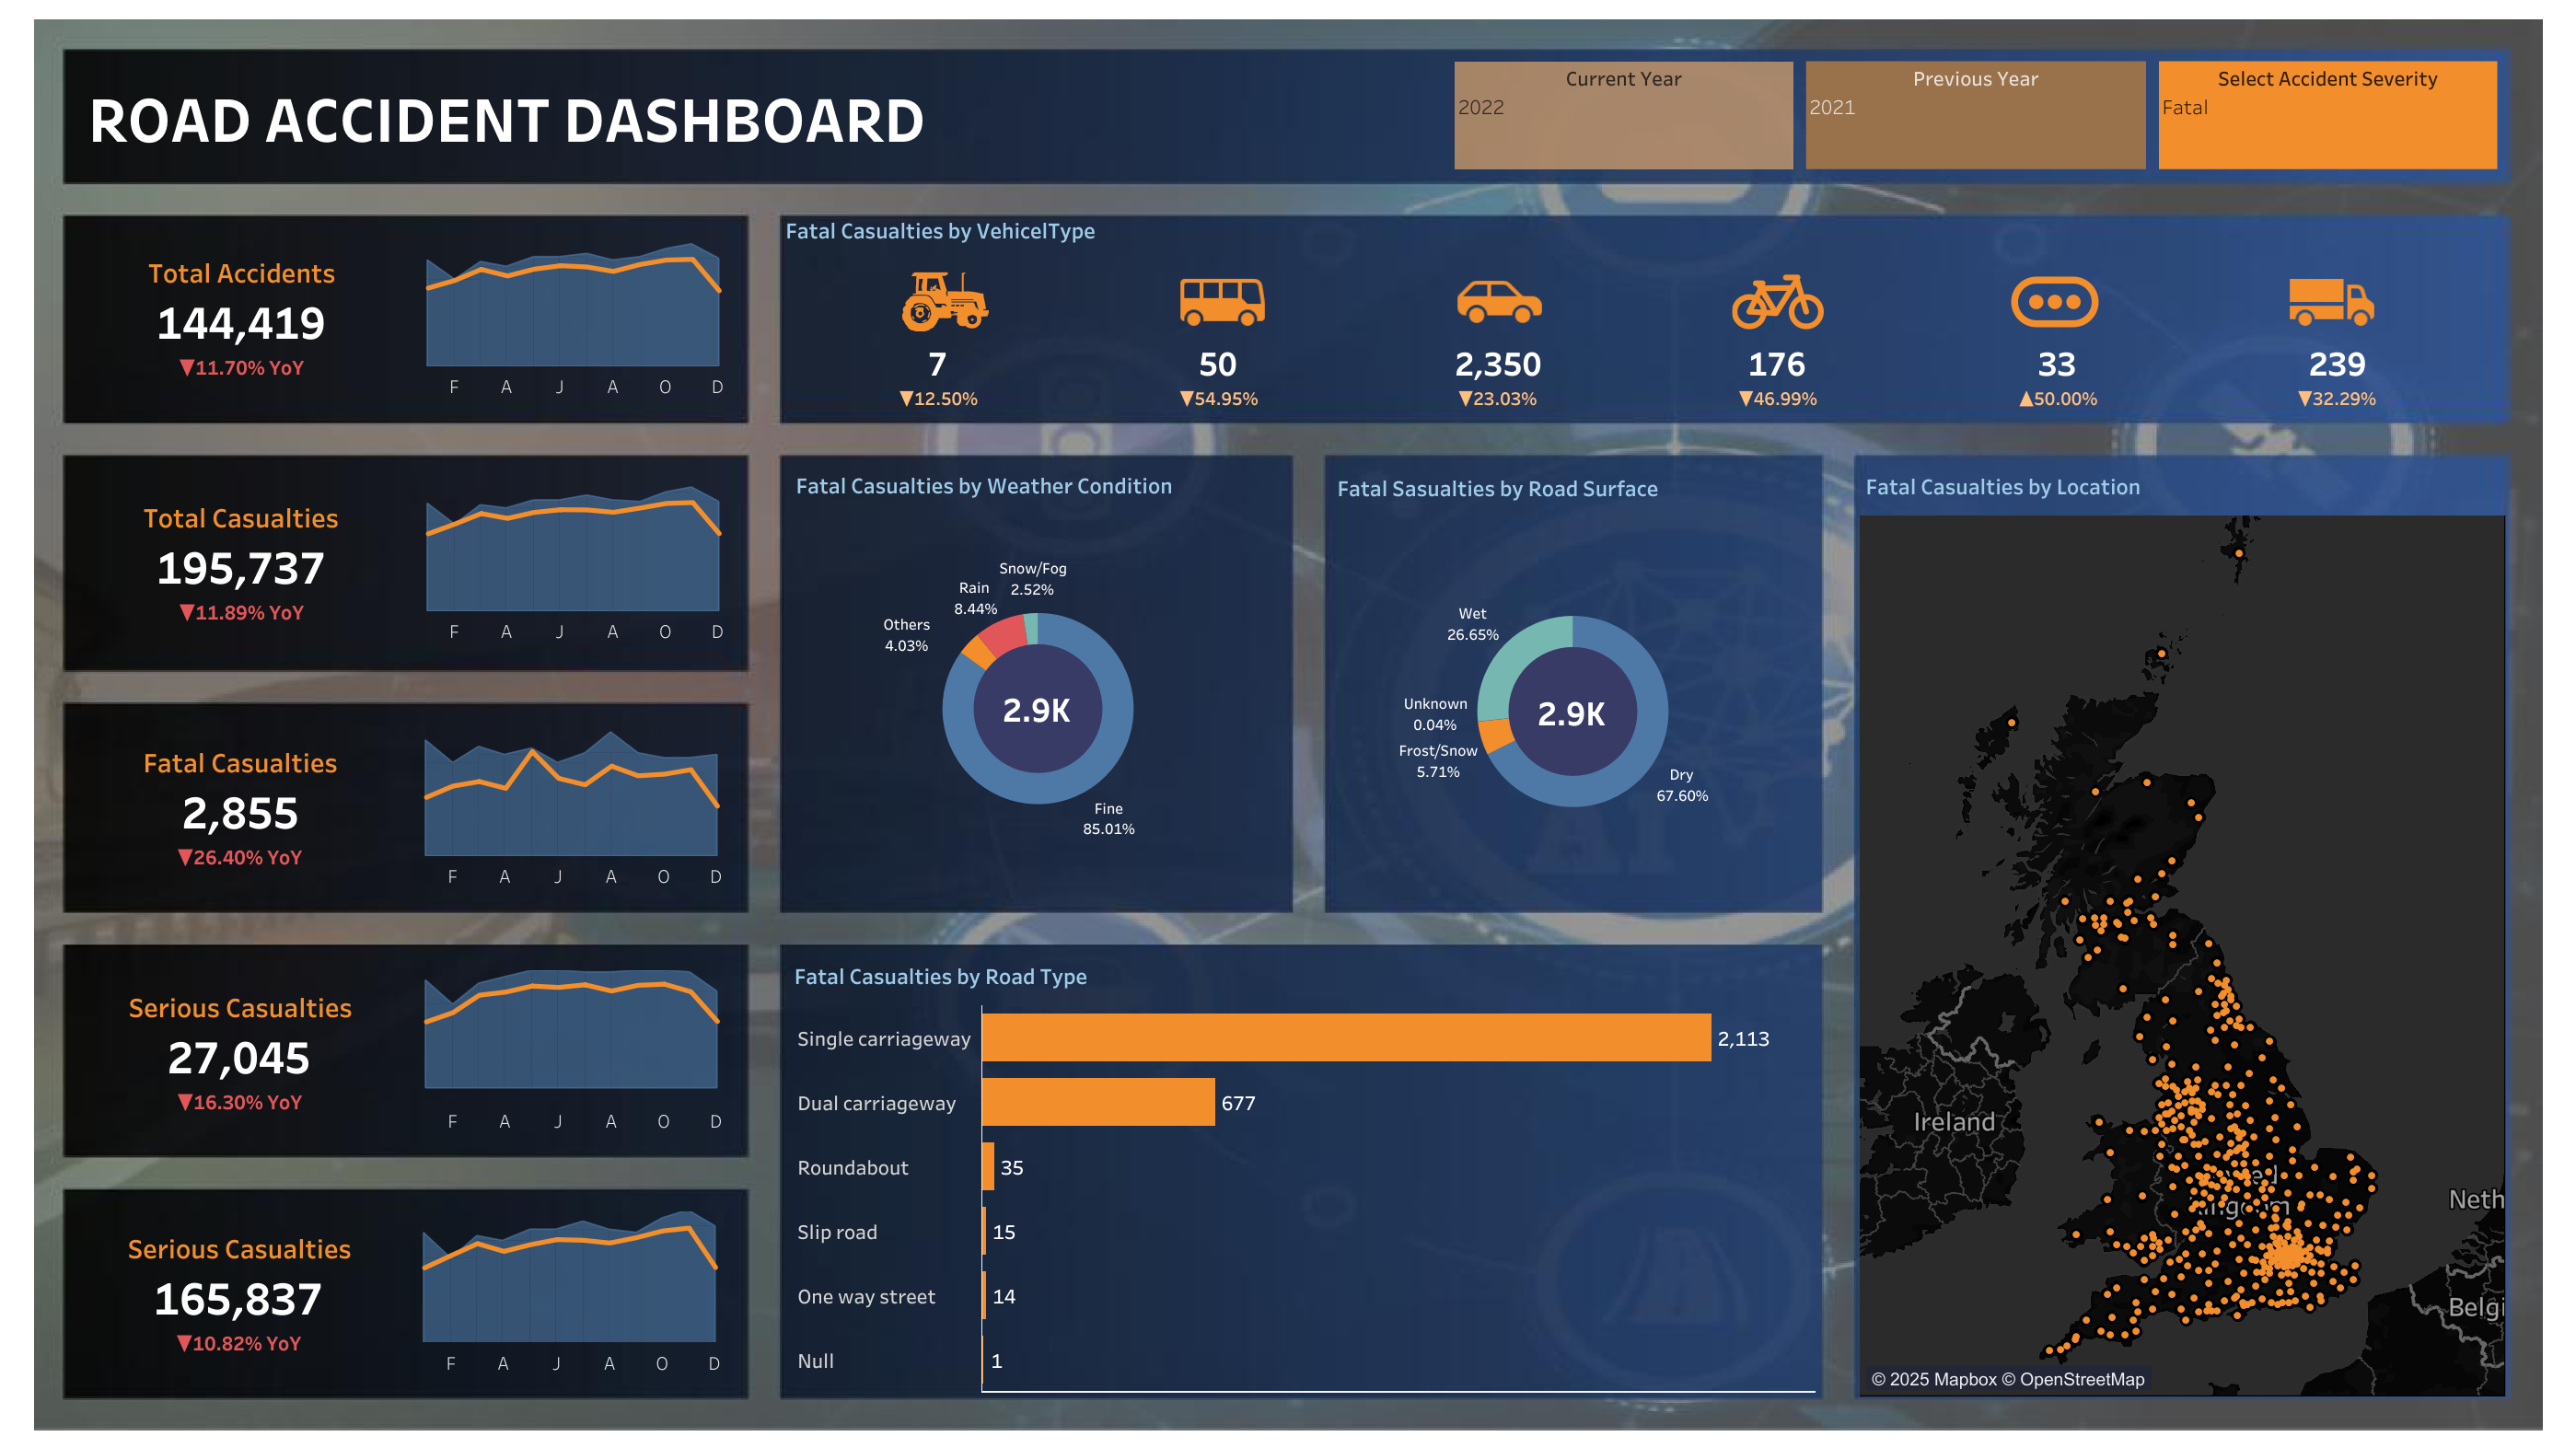 ROAD ACCIDENT DASHBOARD
Current Year
2022
Previous Year
2021
Select Accident Severity
Fatal
Total Accidents
144,419
▼11.70% YoY
F A J A O D
Total Casualties
195,737
▼11.89% YoY
F A J A O D
Fatal Casualties
2,855
▼26.40% YoY
F A J A O D
Serious Casualties
27,045
▼16.30% YoY
F A J A O D
Serious Casualties
165,837
▼10.82% YoY
F A J A O D
Fatal Casualties by VehicelType
7 50 2,350 176 33 239
▼12.50% ▼54.95% ▼23.03% ▼46.99% ▲50.00% ▼32.29%
Fatal Casualties by Weather Condition
Snow/Fog
2.52%
Rain
8.44%
Others
4.03%
2.9K
Fine
85.01%
Fatal Sasualties by Road Surface
Wet
26.65%
Unknown
0.04%
Frost/Snow
5.71%
2.9K
Dry
67.60%
Fatal Casualties by Road Type
Single carriageway 2,113
Dual carriageway 677
Roundabout 35
Slip road 15
One way street 14
Null 1
Fatal Casualties by Location
Ireland
Neth
Belgi
© 2025 Mapbox © OpenStreetMap